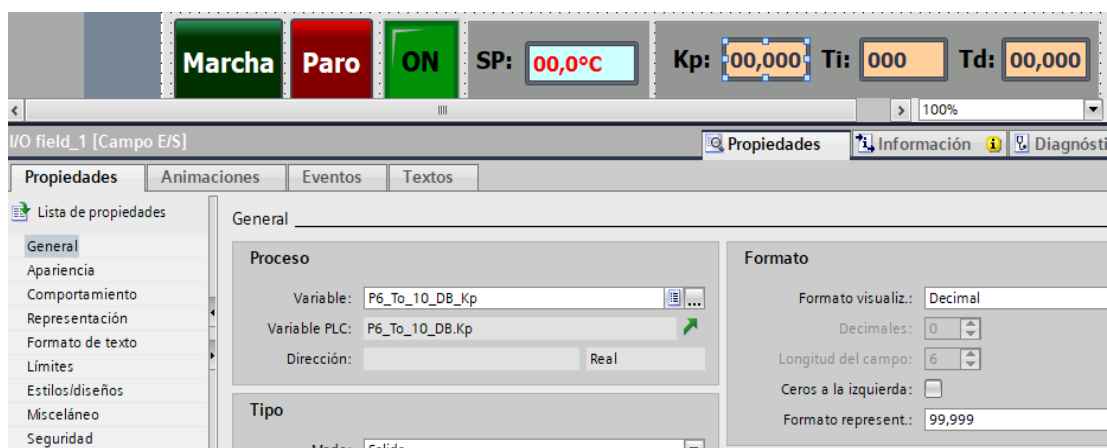 Marcha Paro ON SP: 00,0ºC Kp: 00,000 Ti: 000 Td: 00,000
100%
I/O field_1 [Campo E/S]
Propiedades Información Diagnósti
Propiedades Animaciones Eventos Textos
Lista de propiedades
General
Apariencia
Comportamiento
Representación
Formato de texto
Límites
Estilos/diseños
Misceláneo
Seguridad
General
Proceso
Variable: P6_To_10_DB_Kp
Variable PLC: P6_To_10_DB.Kp
Dirección: Real
Tipo
Formato
Formato visualiz.: Decimal
Decimales: 0
Longitud del campo: 6
Ceros a la izquierda:
Formato represent.: 99,999